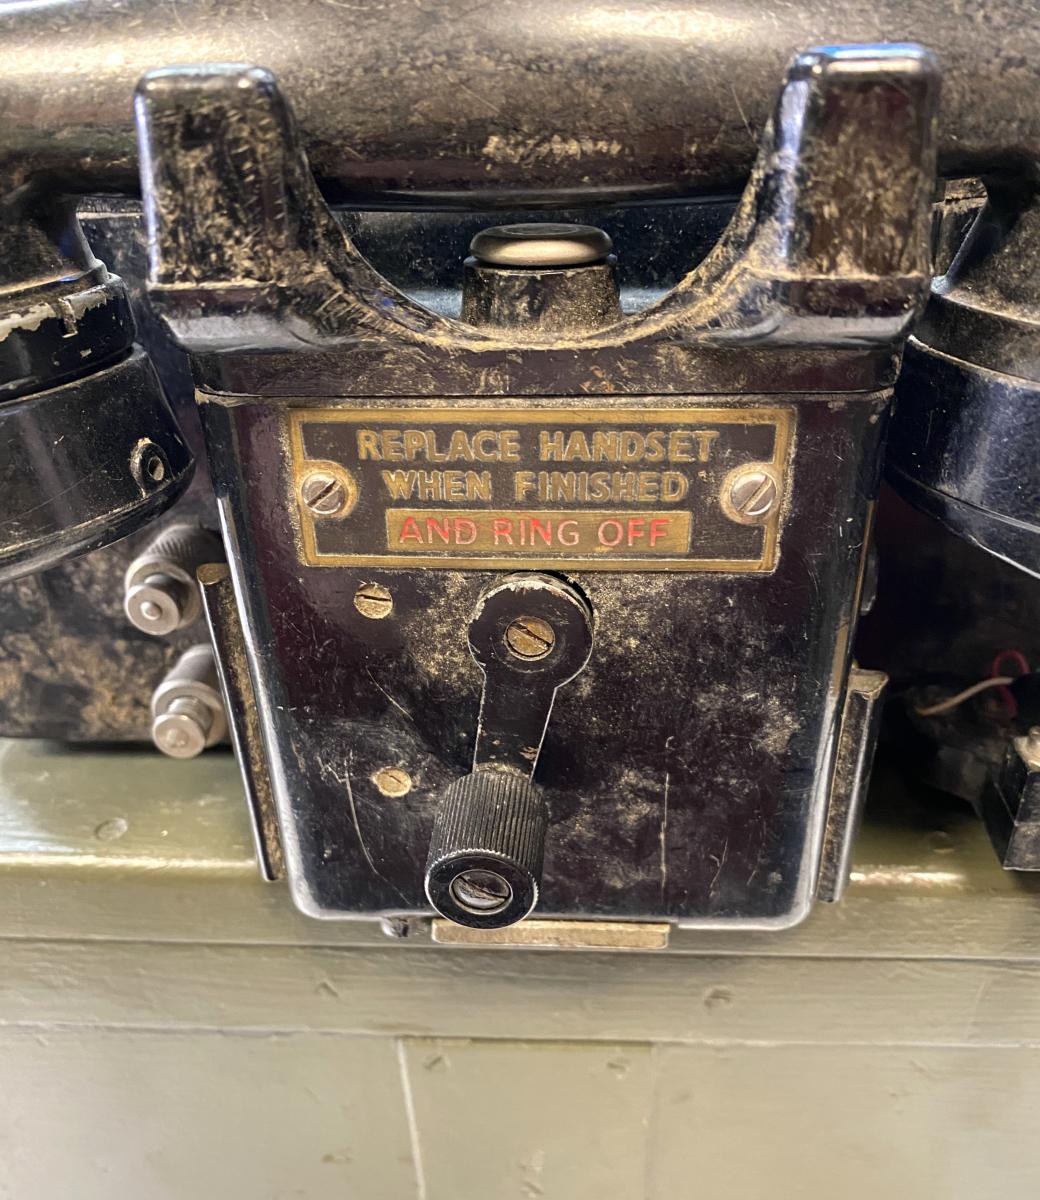 REPLACE HANDSET
WHEN FINISHED
AND RING OFF